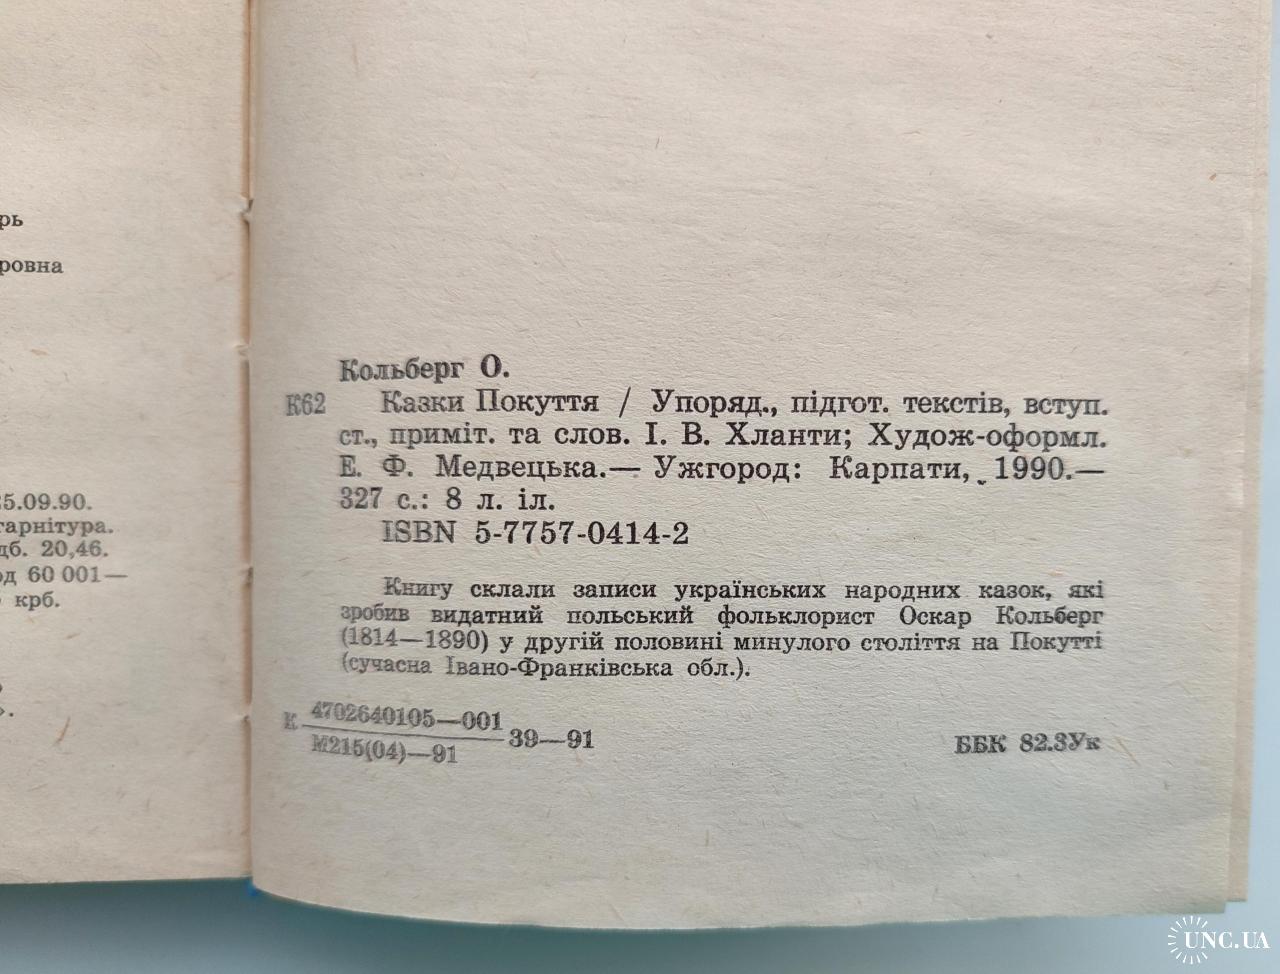 рь
ровна
5.09.90.
гарнітура.
дб. 20,46.
од 60 001—
крб.
Кольберг О.
К62 Казки Покуття / Упоряд., підгот. текстів, вступ.
ст., приміт. та слов. І. В. Хланти; Худож-оформл.
Е. Ф. Медвецька.— Ужгород: Карпати, 1990.—
327 с.: 8 л. іл.
ISBN 5-7757-0414-2
Книгу склали записи українських народних казок, які
зробив видатний польський фольклорист Оскар Кольберг
(1814—1890) у другій половині минулого століття на Покутті
(сучасна Івано-Франківська обл.).
К 4702640105—001
М215(04)—91
39—91
ББК 82.3Ук
UNC.UA